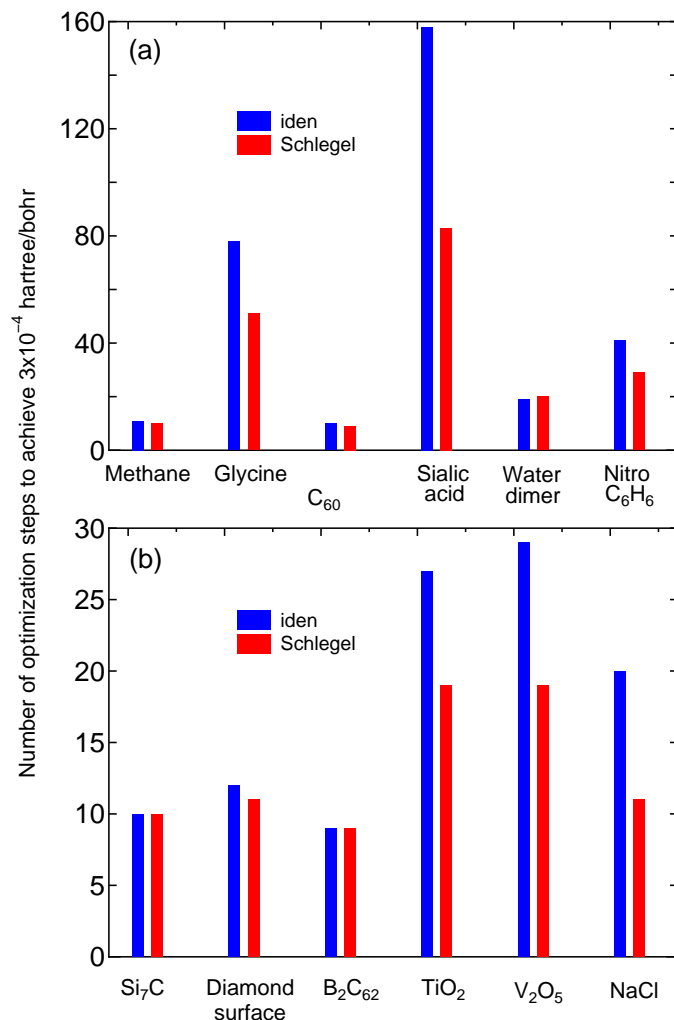 Number of optimization steps to achieve 3x10⁻⁴ hartree/bohr
(a)
160
120
80
40
0
iden
Schlegel
Methane
Glycine
C₆₀
Sialic
acid
Water
dimer
Nitro
C₆H₆
(b)
30
25
20
15
10
5
0
iden
Schlegel
Si₇C
Diamond
surface
B₂C₆₂
TiO₂
V₂O₅
NaCl